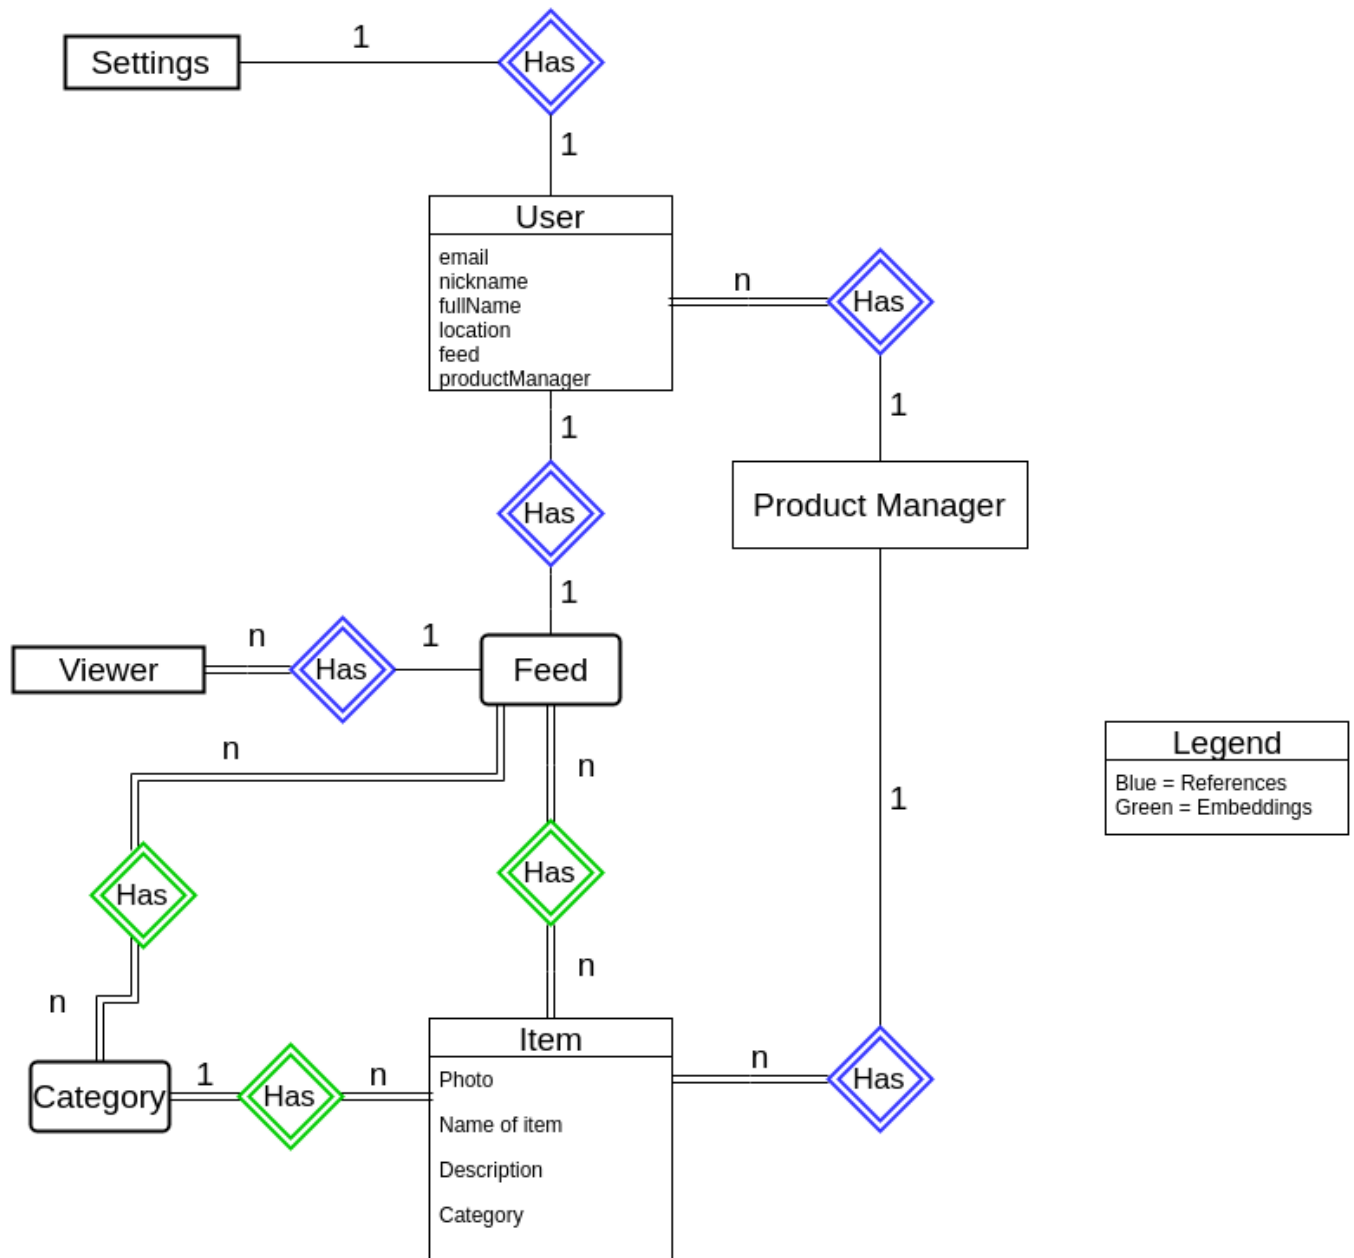 1
Settings
Has
1
User
email
nickname
fullName
location
feed
productManager
n
Has
1
1
Has
Product Manager
1
n
1
Viewer
Has
Feed
n
n
Legend
Blue = References
Green = Embeddings
1
Has
Has
n
n
Item
n
1
n
Category
Has
Photo
Has
Name of item
Description
Category